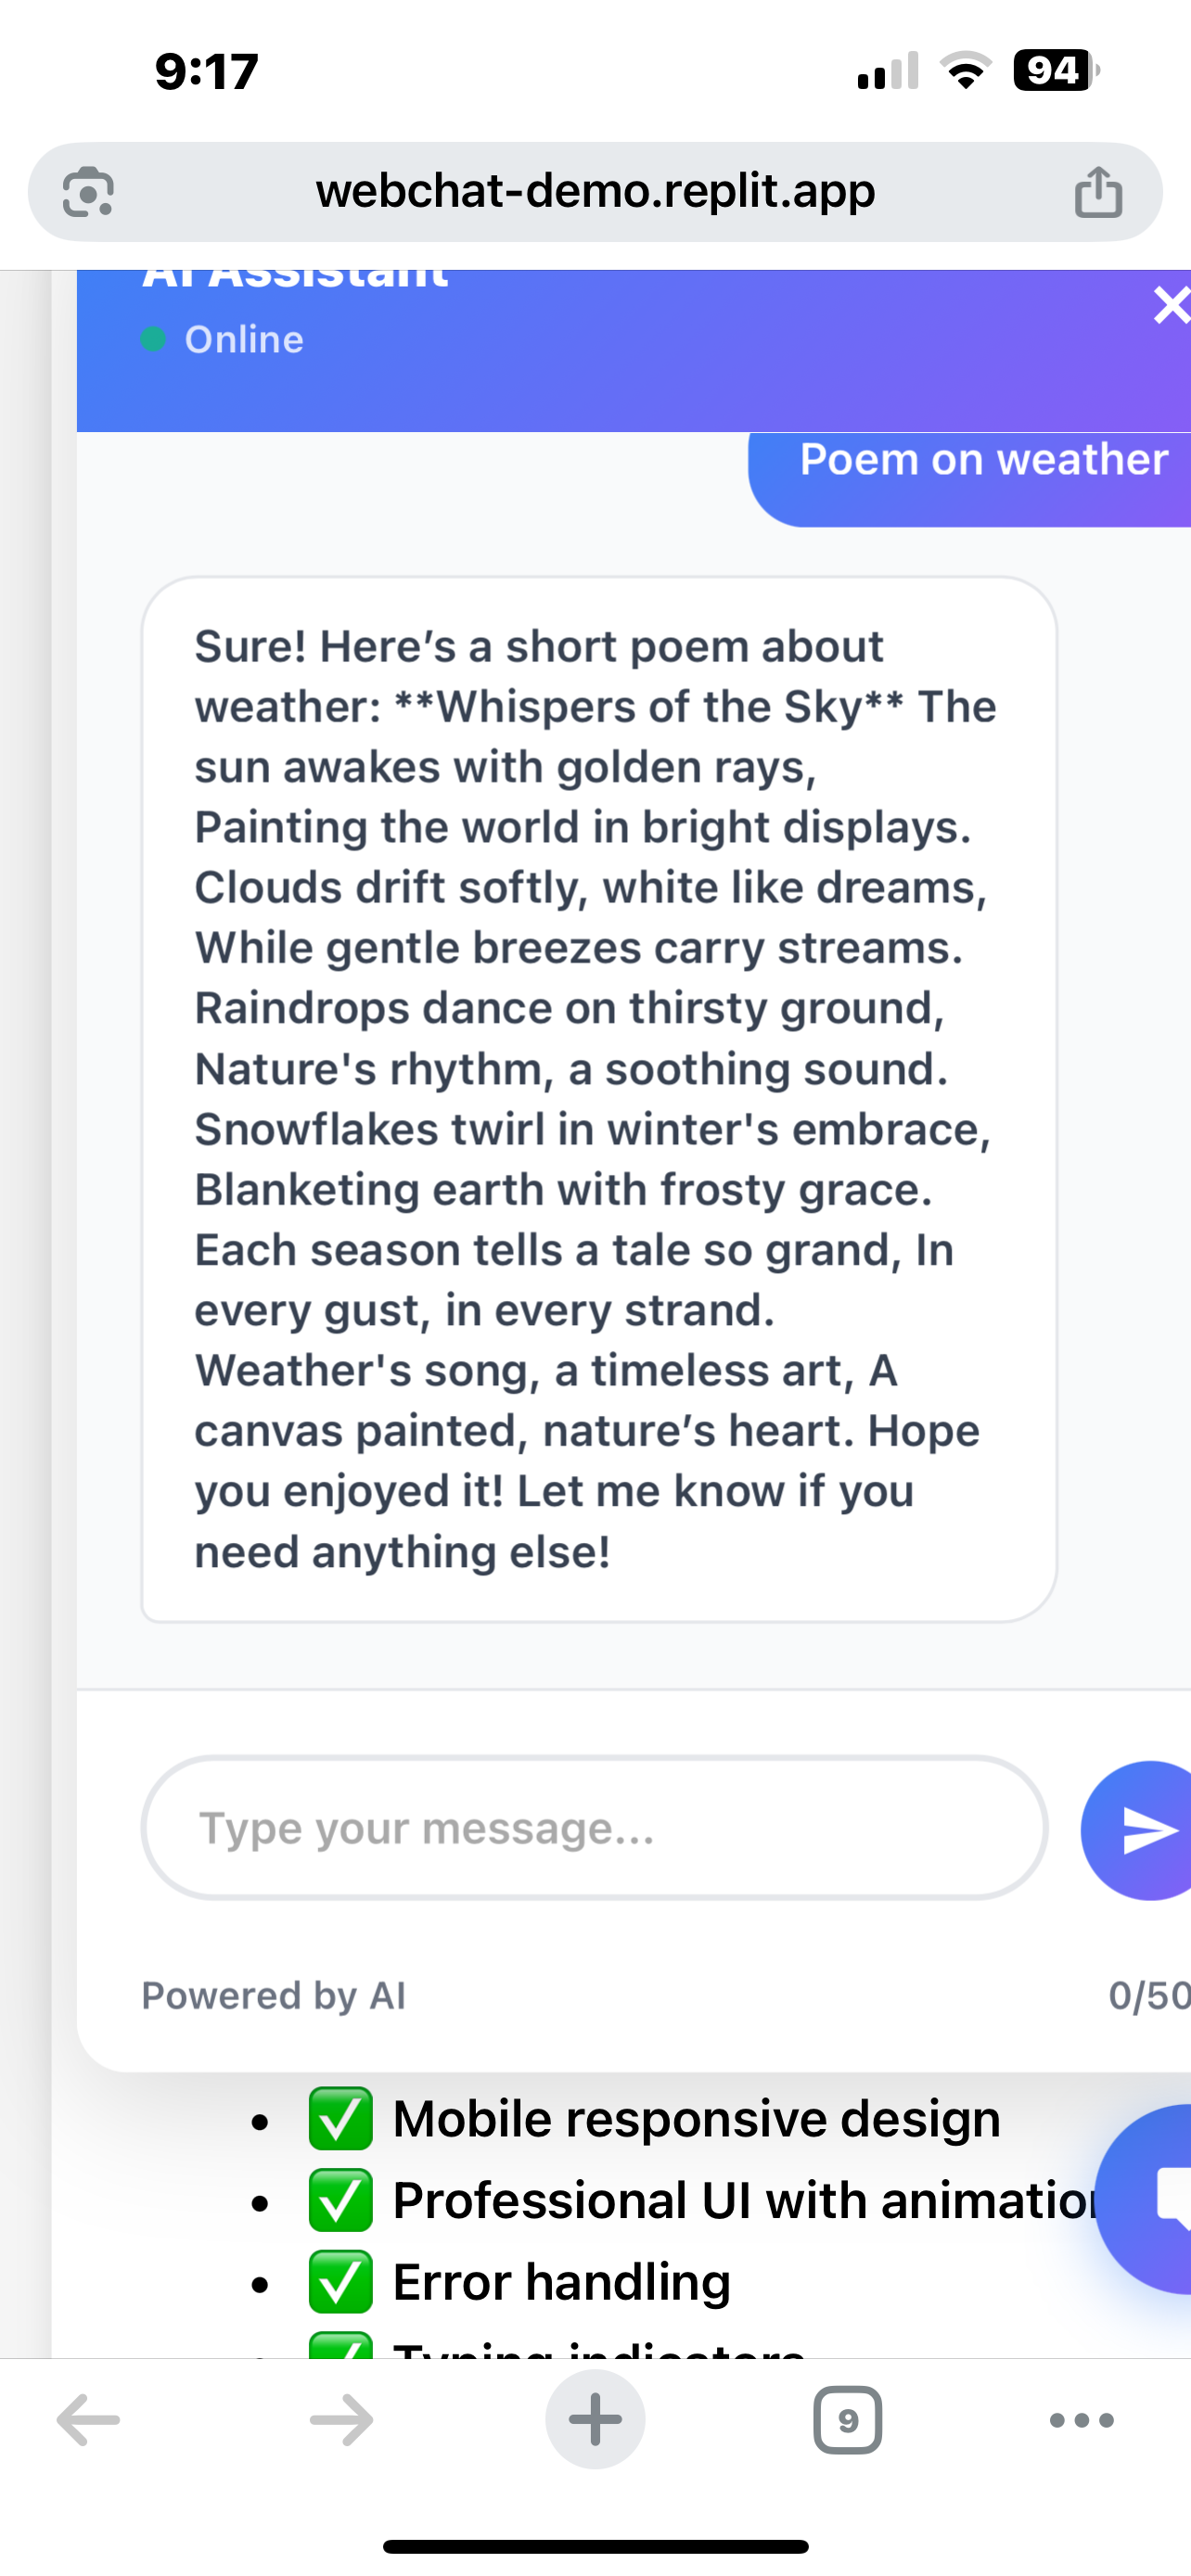 9:17
94
webchat-demo.replit.app
AI Assistant
Online
Poem on weather
Sure! Here’s a short poem about
weather: **Whispers of the Sky** The
sun awakes with golden rays,
Painting the world in bright displays.
Clouds drift softly, white like dreams,
While gentle breezes carry streams.
Raindrops dance on thirsty ground,
Nature's rhythm, a soothing sound.
Snowflakes twirl in winter's embrace,
Blanketing earth with frosty grace.
Each season tells a tale so grand, In
every gust, in every strand.
Weather's song, a timeless art, A
canvas painted, nature’s heart. Hope
you enjoyed it! Let me know if you
need anything else!
Type your message...
Powered by AI
0/50
• ✅ Mobile responsive design
• ✅ Professional UI with animation
• ✅ Error handling
✅ Typing indicators
9